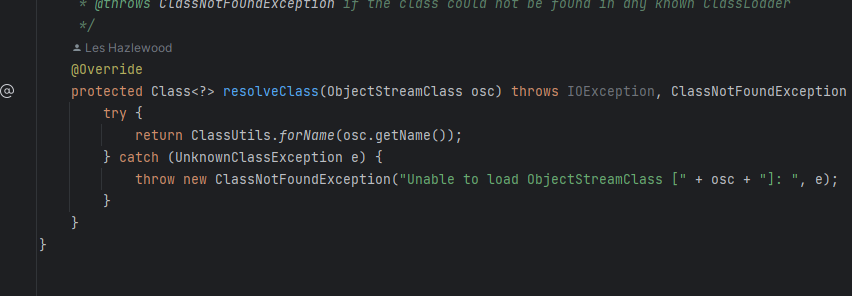 * @throws ClassNotFoundException if the class could not be found in any known ClassLoader
*/
Les Hazlewood
@Override
@ protected Class<?> resolveClass(ObjectStreamClass osc) throws IOException, ClassNotFoundException
try {
return ClassUtils.forName(osc.getName());
} catch (UnknownClassException e) {
throw new ClassNotFoundException("Unable to load ObjectStreamClass [" + osc + "]: ", e);
}
}
}